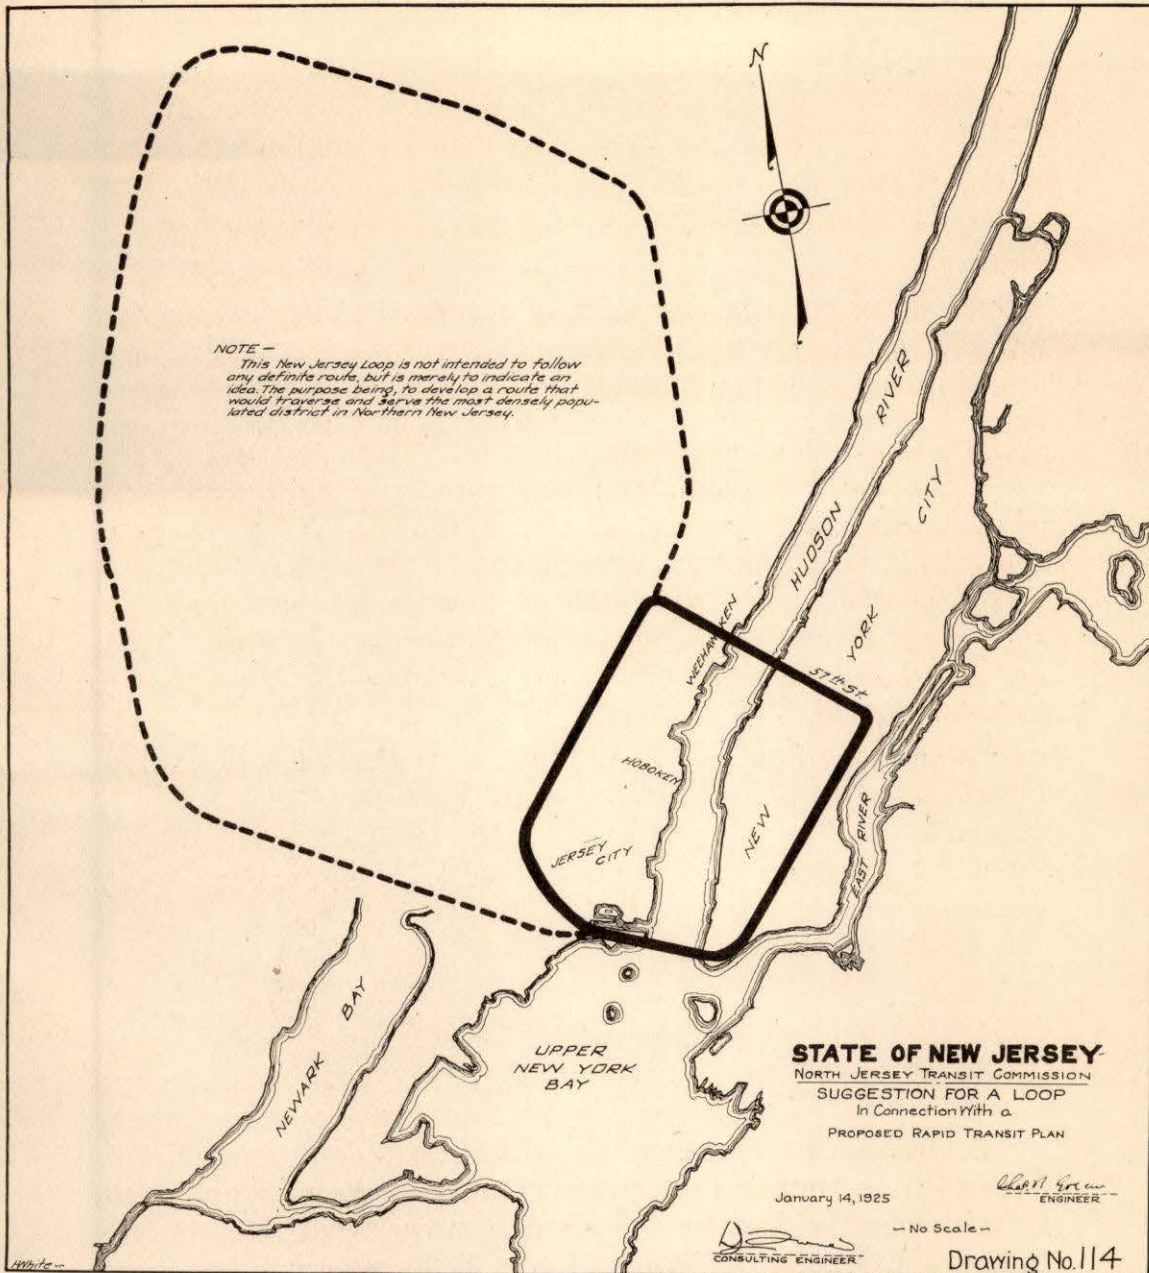 N
NOTE —
This New Jersey Loop is not intended to follow
any definite route, but is merely to indicate an
idea. The purpose being, to develop a route that
would traverse and serve the most densely popu-
lated district in Northern New Jersey.
HUDSON RIVER
NEW YORK CITY
WEEHAWKEN
57th St.
HOBOKEN
JERSEY
CITY
EAST RIVER
NEWARK BAY
UPPER
NEW YORK
BAY
STATE OF NEW JERSEY
NORTH JERSEY TRANSIT COMMISSION
SUGGESTION FOR A LOOP
In Connection With a
PROPOSED RAPID TRANSIT PLAN
January 14, 1925
ENGINEER
— No Scale —
CONSULTING ENGINEER
Drawing No. 114
HWhite —